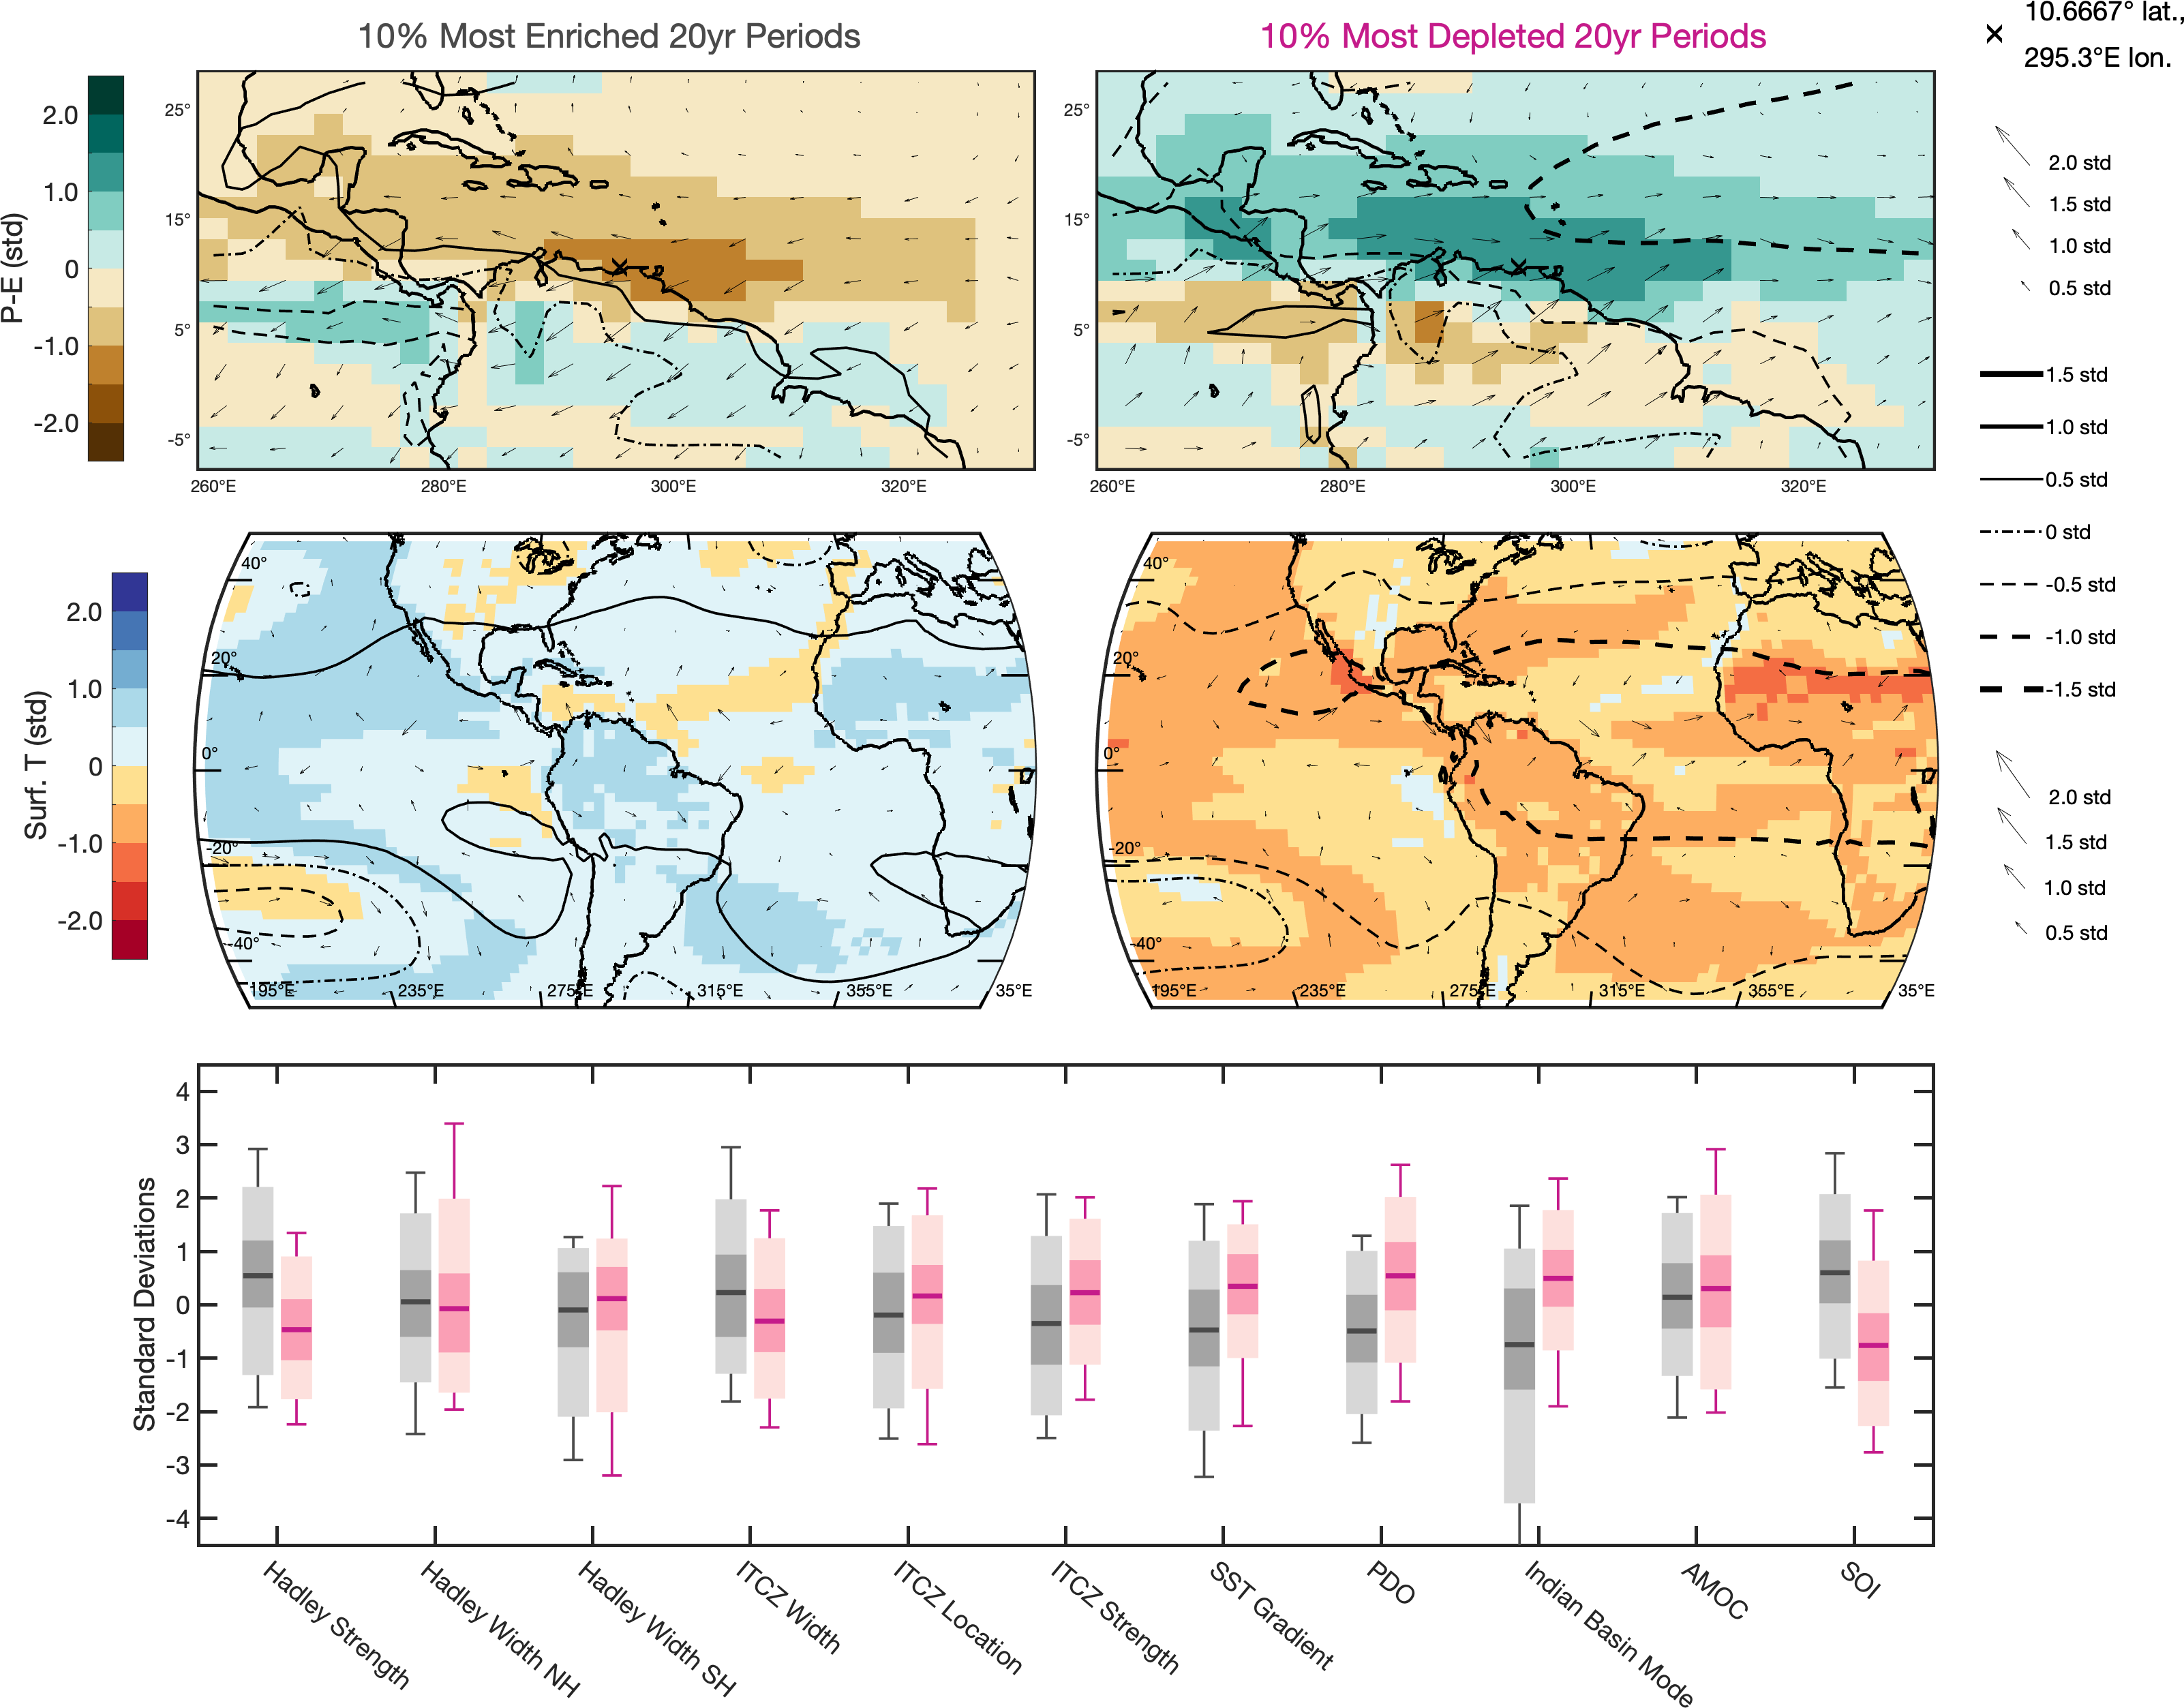 10% Most Enriched 20yr Periods
10% Most Depleted 20yr Periods
10.6667° lat.,
295.3°E lon.
P-E (std)
2.0
1.0
0
-1.0
-2.0
25°
15°
5°
-5°
260°E
280°E
300°E
320°E
25°
15°
5°
-5°
260°E
280°E
300°E
320°E
2.0 std
1.5 std
1.0 std
0.5 std
1.5 std
1.0 std
0.5 std
0 std
-0.5 std
-1.0 std
-1.5 std
Surf. T (std)
2.0
1.0
0
-1.0
-2.0
40°
20°
0°
-20°
-40°
195°E
235°E
275°E
315°E
355°E
35°E
40°
20°
0°
-20°
-40°
195°E
235°E
275°E
315°E
355°E
35°E
2.0 std
1.5 std
1.0 std
0.5 std
Standard Deviations
4
3
2
1
0
-1
-2
-3
-4
Hadley Strength
Hadley Width NH
Hadley Width SH
ITCZ Width
ITCZ Location
ITCZ Strength
SST Gradient
PDO
Indian Basin Mode
AMOC
SOI